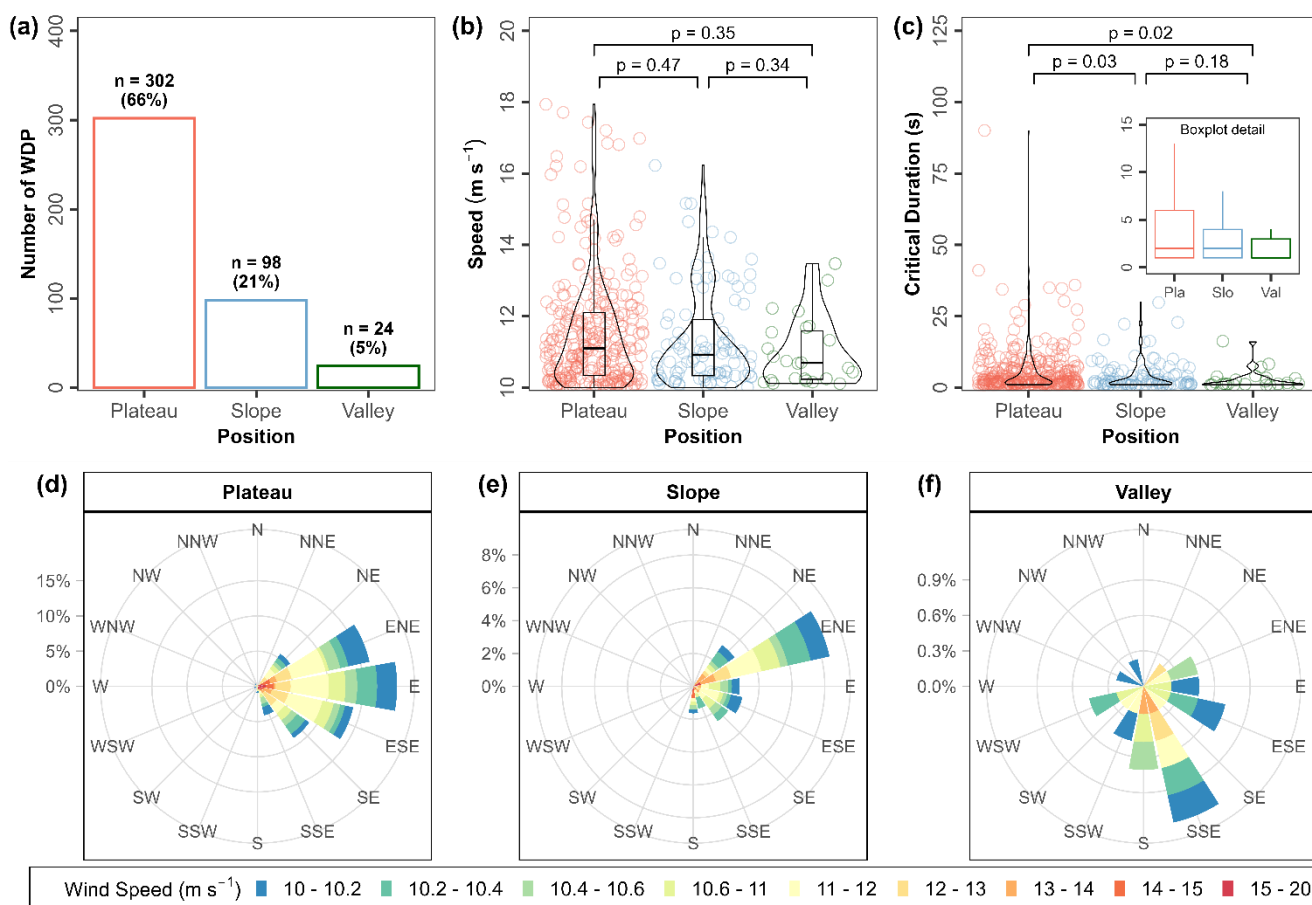 (a)
Number of WDP
400
300
200
100
0
n = 302
(66%)
n = 98
(21%)
n = 24
(5%)
Plateau
Slope
Valley
Position
(b)
Speed (m s⁻¹)
20
18
16
14
12
10
p = 0.35
p = 0.47
p = 0.34
Plateau
Slope
Valley
Position
(c)
Critical Duration (s)
125
100
75
50
25
0
p = 0.02
p = 0.03
p = 0.18
Boxplot detail
15
10
5
0
Pla
Slo
Val
Plateau
Slope
Valley
Position
(d)
Plateau
15%
10%
5%
0%
N
NNE
NE
ENE
E
ESE
SE
SSE
S
SSW
SW
WSW
W
WNW
NW
NNW
(e)
Slope
8%
6%
4%
2%
0%
N
NNE
NE
ENE
E
ESE
SE
SSE
S
SSW
SW
WSW
W
WNW
NW
NNW
(f)
Valley
0.9%
0.6%
0.3%
0.0%
N
NNE
NE
ENE
E
ESE
SE
SSE
S
SSW
SW
WSW
W
WNW
NW
NNW
Wind Speed (m s⁻¹) 10 - 10.2 10.2 - 10.4 10.4 - 10.6 10.6 - 11 11 - 12 12 - 13 13 - 14 14 - 15 15 - 20